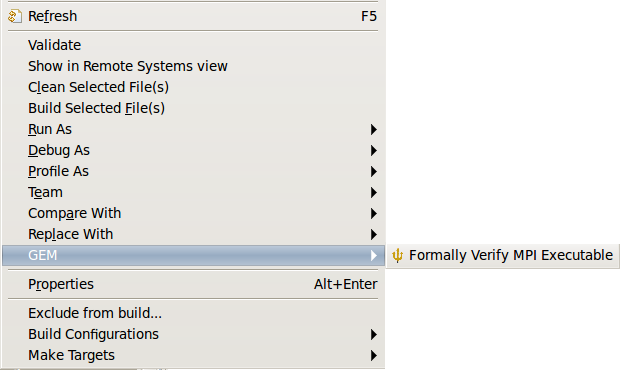 Refresh F5
Validate
Show in Remote Systems view
Clean Selected File(s)
Build Selected File(s)
Run As
Debug As
Profile As
Team
Compare With
Replace With
GEM Formally Verify MPI Executable
Properties Alt+Enter
Exclude from build...
Build Configurations
Make Targets